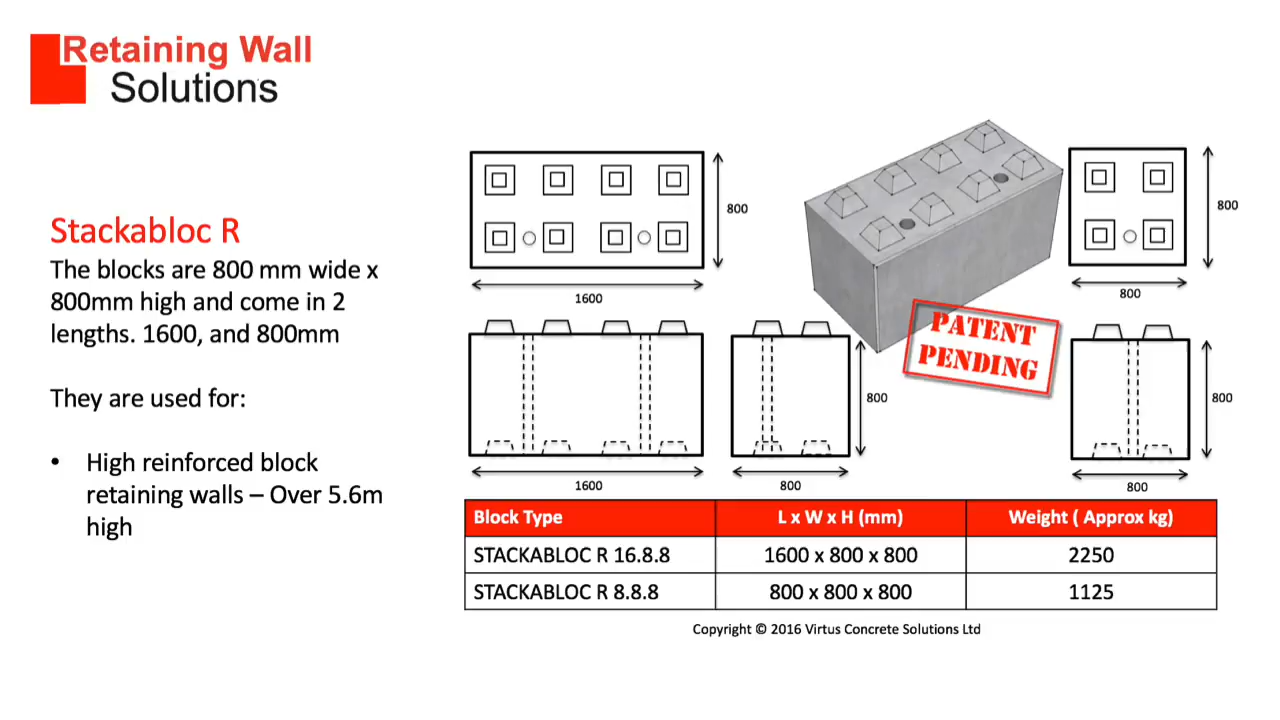 Retaining Wall
Solutions
Stackabloc R
The blocks are 800 mm wide x
800mm high and come in 2
lengths. 1600, and 800mm
They are used for:
• High reinforced block
retaining walls – Over 5.6m
high
800
1600
800
800
PATENT
PENDING
1600
800
800
800
800
Block Type L x W x H (mm) Weight ( Approx kg)
STACKABLOC R 16.8.8 1600 x 800 x 800 2250
STACKABLOC R 8.8.8 800 x 800 x 800 1125
Copyright © 2016 Virtus Concrete Solutions Ltd